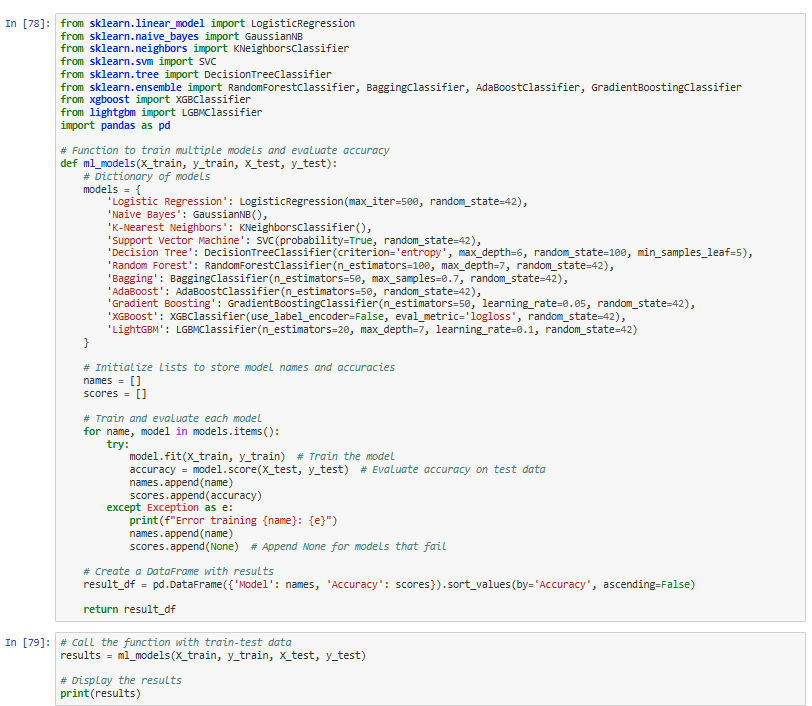 In [78]:
from sklearn.linear_model import LogisticRegression
from sklearn.naive_bayes import GaussianNB
from sklearn.neighbors import KNeighborsClassifier
from sklearn.svm import SVC
from sklearn.tree import DecisionTreeClassifier
from sklearn.ensemble import RandomForestClassifier, BaggingClassifier, AdaBoostClassifier, GradientBoostingClassifier
from xgboost import XGBClassifier
from lightgbm import LGBMClassifier
import pandas as pd

# Function to train multiple models and evaluate accuracy
def ml_models(X_train, y_train, X_test, y_test):
    # Dictionary of models
    models = {
        'Logistic Regression': LogisticRegression(max_iter=500, random_state=42),
        'Naive Bayes': GaussianNB(),
        'K-Nearest Neighbors': KNeighborsClassifier(),
        'Support Vector Machine': SVC(probability=True, random_state=42),
        'Decision Tree': DecisionTreeClassifier(criterion='entropy', max_depth=6, random_state=100, min_samples_leaf=5),
        'Random Forest': RandomForestClassifier(n_estimators=100, max_depth=7, random_state=42),
        'Bagging': BaggingClassifier(n_estimators=50, max_samples=0.7, random_state=42),
        'AdaBoost': AdaBoostClassifier(n_estimators=50, random_state=42),
        'Gradient Boosting': GradientBoostingClassifier(n_estimators=50, learning_rate=0.05, random_state=42),
        'XGBoost': XGBClassifier(use_label_encoder=False, eval_metric='logloss', random_state=42),
        'LightGBM': LGBMClassifier(n_estimators=20, max_depth=7, learning_rate=0.1, random_state=42)
    }

    # Initialize lists to store model names and accuracies
    names = []
    scores = []

    # Train and evaluate each model
    for name, model in models.items():
        try:
            model.fit(X_train, y_train)  # Train the model
            accuracy = model.score(X_test, y_test)  # Evaluate accuracy on test data
            names.append(name)
            scores.append(accuracy)
        except Exception as e:
            print(f"Error training {name}: {e}")
            names.append(name)
            scores.append(None)  # Append None for models that fail

    # Create a DataFrame with results
    result_df = pd.DataFrame({'Model': names, 'Accuracy': scores}).sort_values(by='Accuracy', ascending=False)

    return result_df
In [79]:
# Call the function with train-test data
results = ml_models(X_train, y_train, X_test, y_test)

# Display the results
print(results)